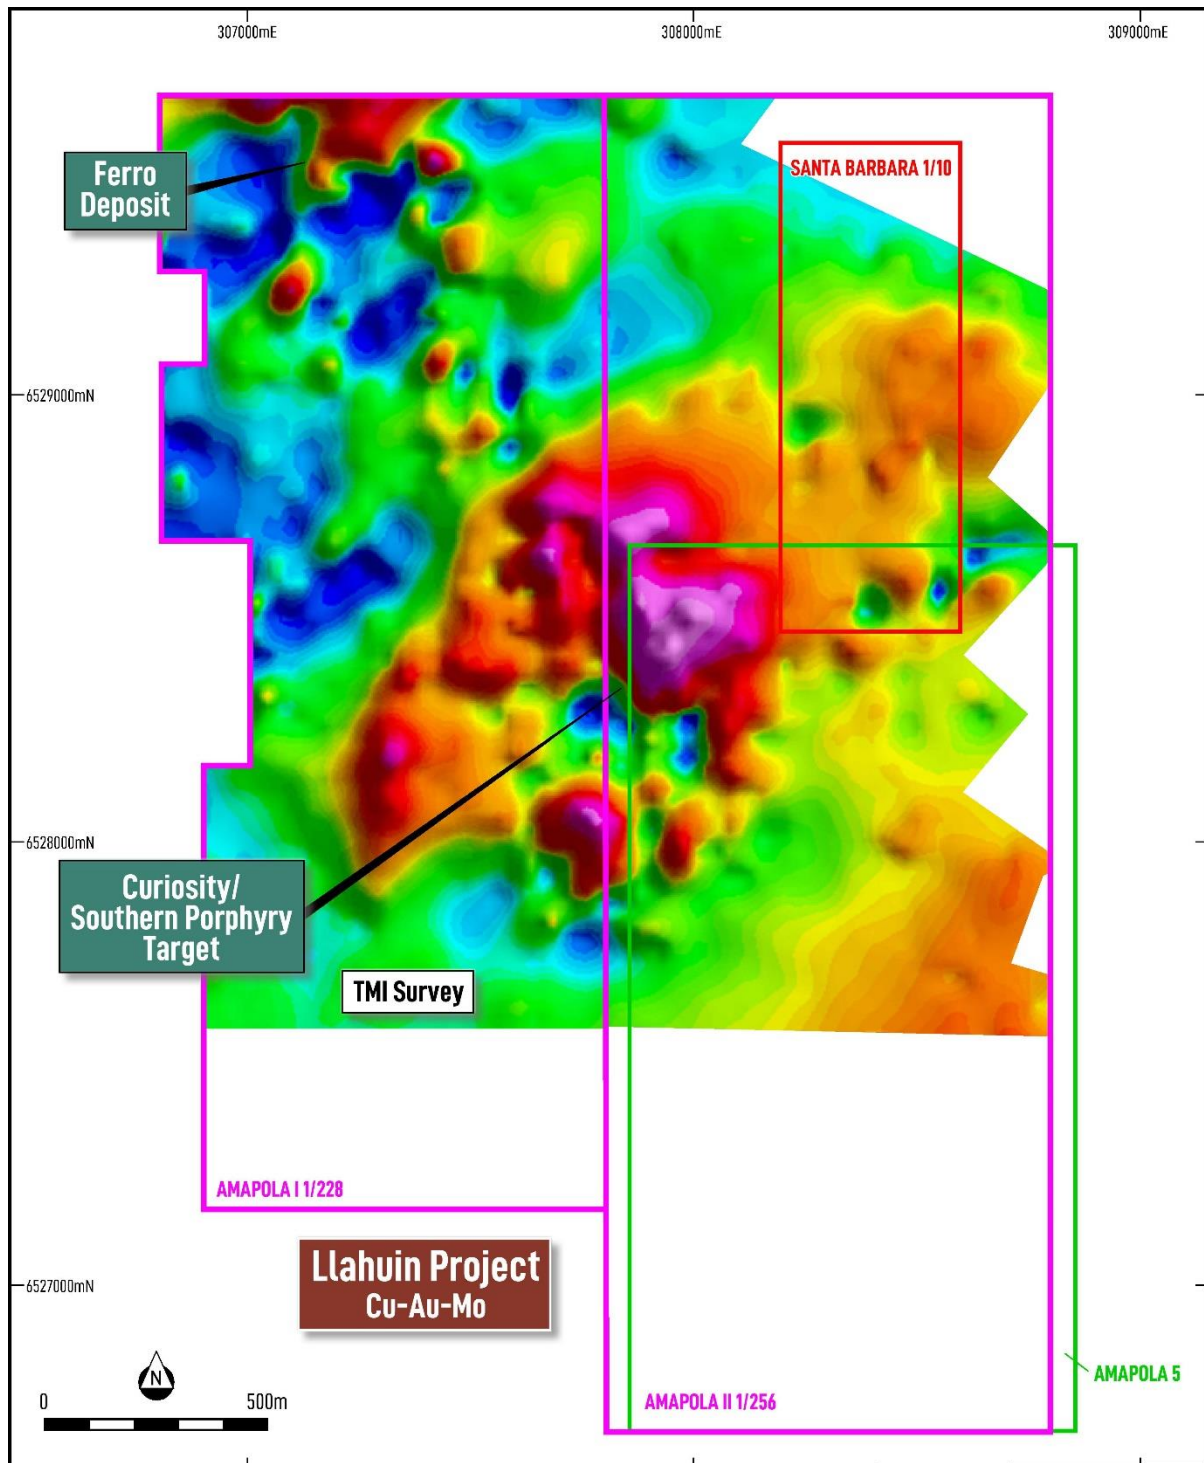 307000mE
308000mE
309000mE
Ferro
Deposit
SANTA BARBARA 1/10
6529000mN
6528000mN
Curiosity/
Southern Porphyry
Target
TMI Survey
AMAPOLA I 1/228
Llahuin Project
Cu-Au-Mo
6527000mN
N
0
500m
AMAPOLA II 1/256
AMAPOLA 5